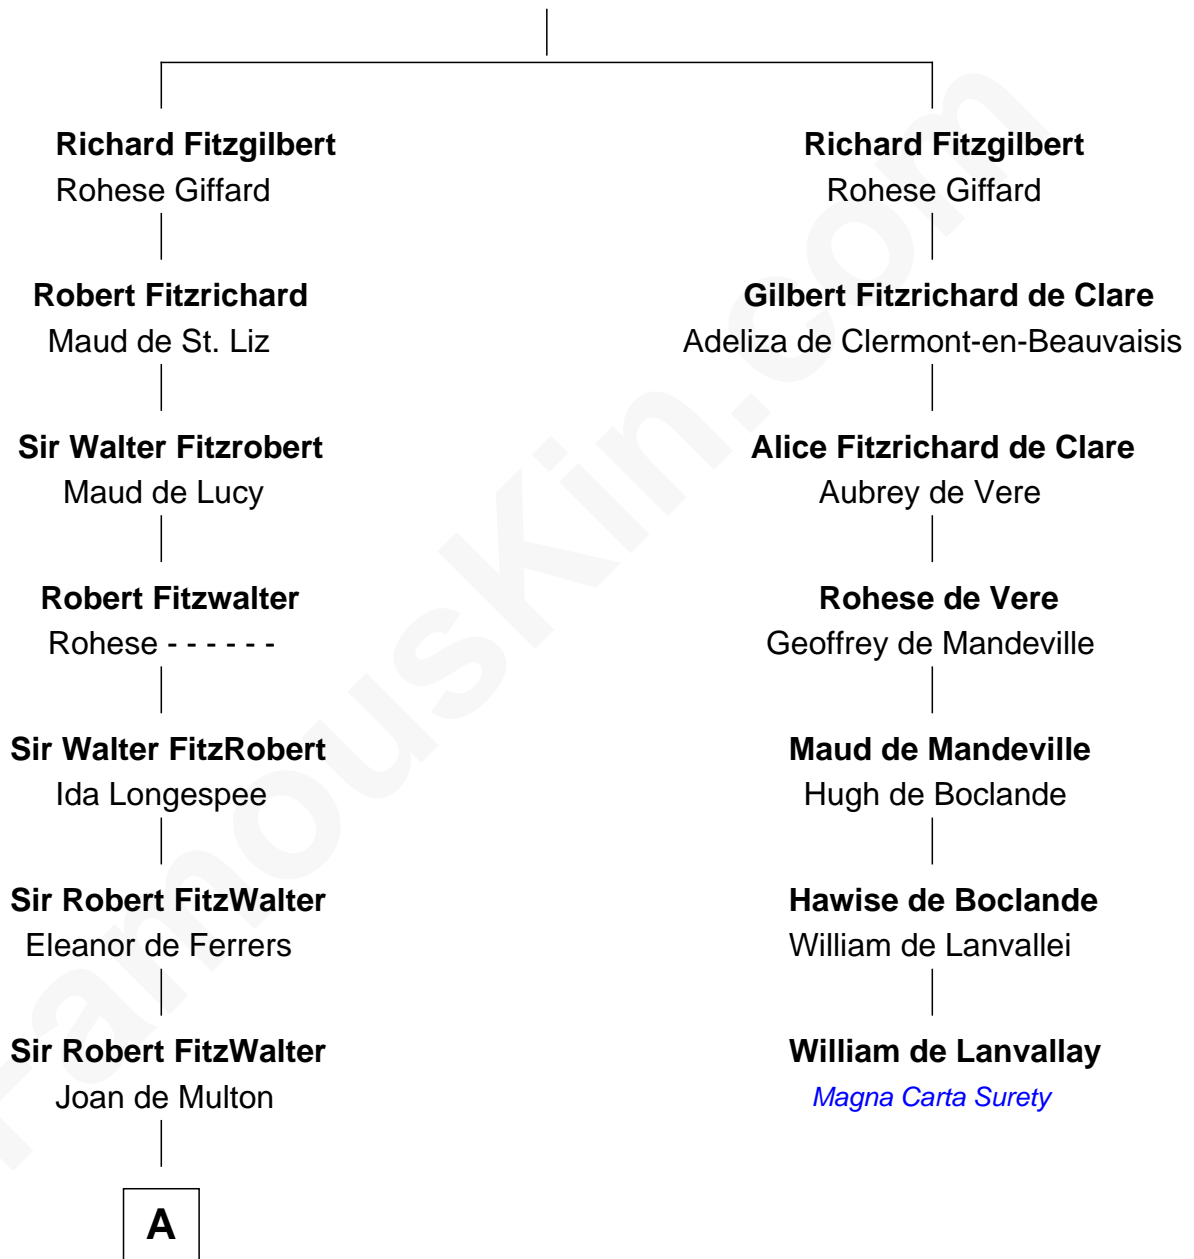 Richard Fitzgilbert
Rohese Giffard
Robert Fitzrichard
Maud de St. Liz
Sir Walter Fitzrobert
Maud de Lucy
Robert Fitzwalter
Rohese - - - - - -
Sir Walter FitzRobert
Ida Longespee
Sir Robert FitzWalter
Eleanor de Ferrers
Sir Robert FitzWalter
Joan de Multon
A
Richard Fitzgilbert
Rohese Giffard
Gilbert Fitzrichard de Clare
Adeliza de Clermont-en-Beauvaisis
Alice Fitzrichard de Clare
Aubrey de Vere
Rohese de Vere
Geoffrey de Mandeville
Maud de Mandeville
Hugh de Boclande
Hawise de Boclande
William de Lanvallei
William de Lanvallay
Magna Carta Surety
FamousKin.com